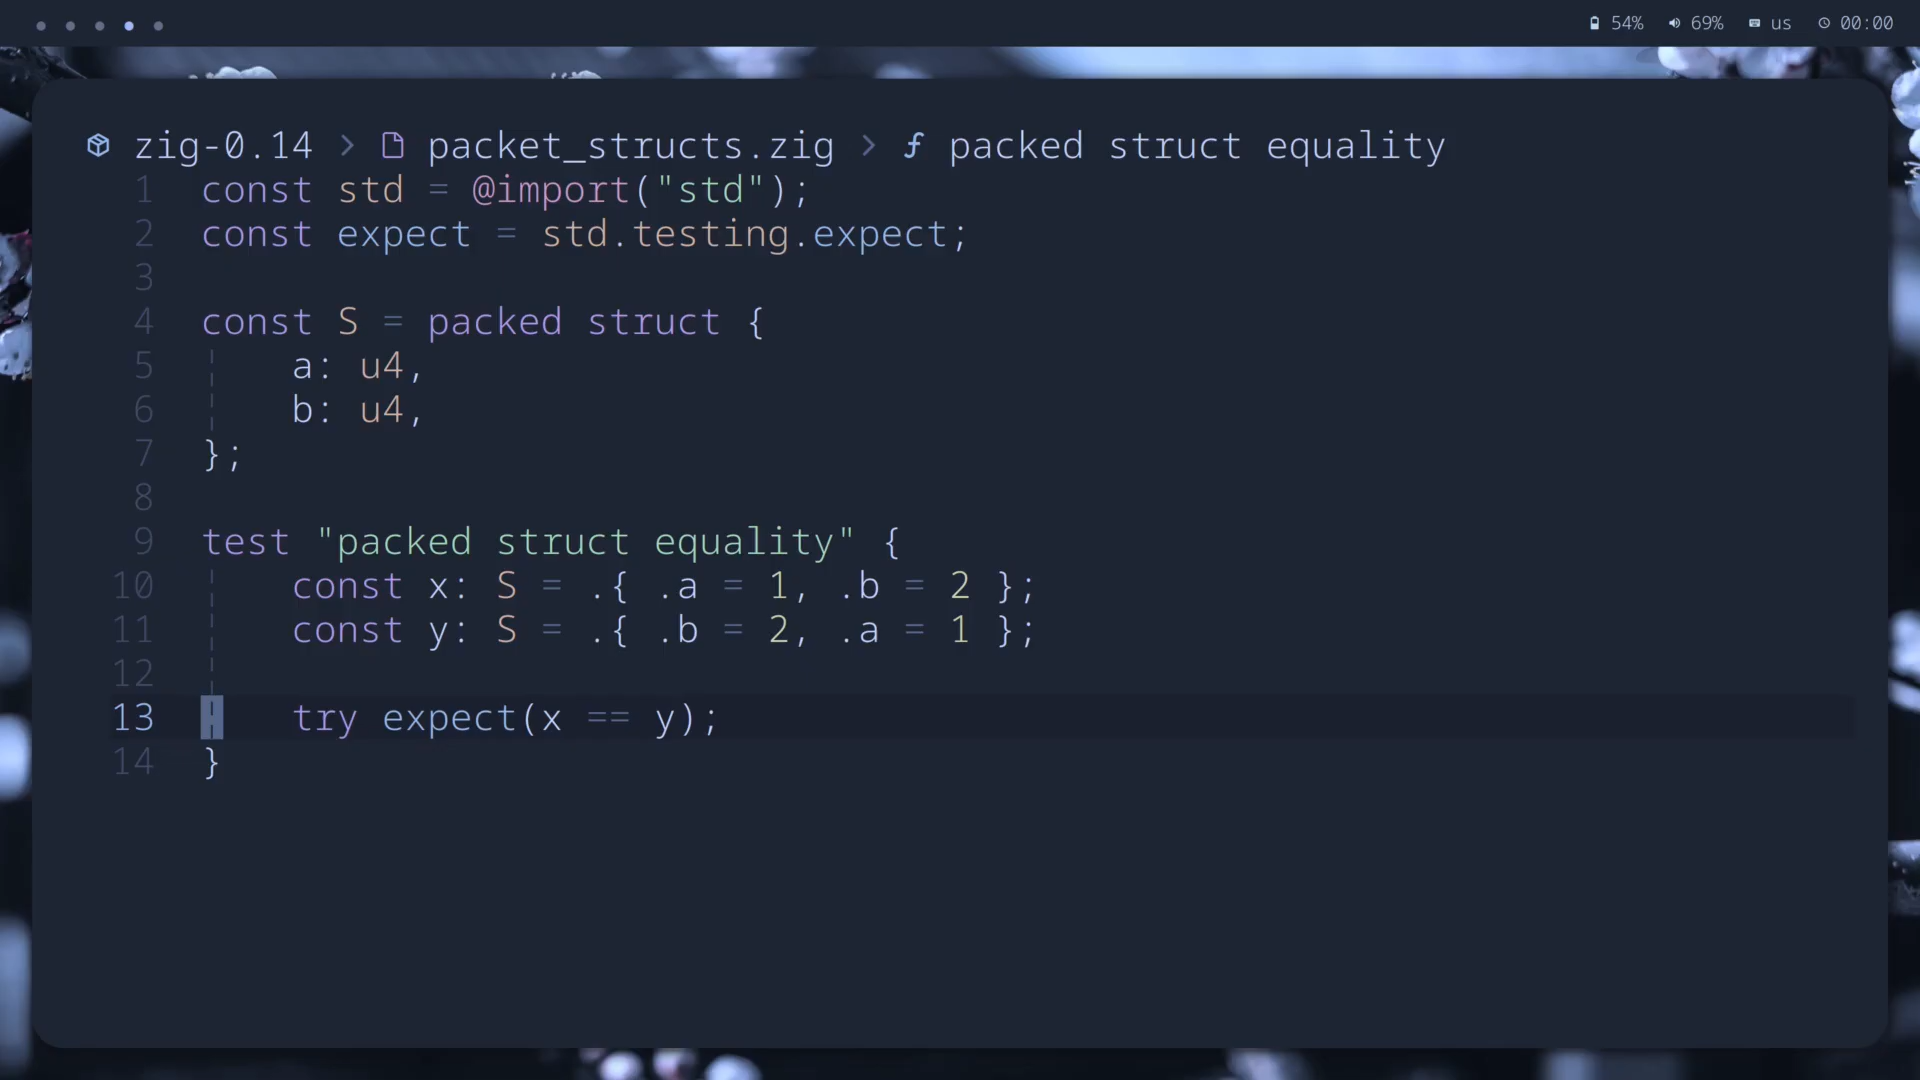 54% 69% us 00:00
zig-0.14 > packet_structs.zig > f packed struct equality
1 const std = @import("std");
2 const expect = std.testing.expect;
3
4 const S = packed struct {
5     a: u4,
6     b: u4,
7 };
8
9 test "packed struct equality" {
10     const x: S = .{ .a = 1, .b = 2 };
11     const y: S = .{ .b = 2, .a = 1 };
12
13     try expect(x == y);
14 }